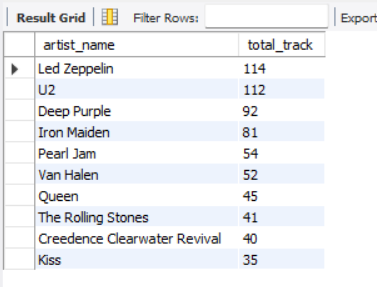 Result Grid Filter Rows: Export
artist_name total_track
Led Zeppelin 114
U2 112
Deep Purple 92
Iron Maiden 81
Pearl Jam 54
Van Halen 52
Queen 45
The Rolling Stones 41
Creedence Clearwater Revival 40
Kiss 35